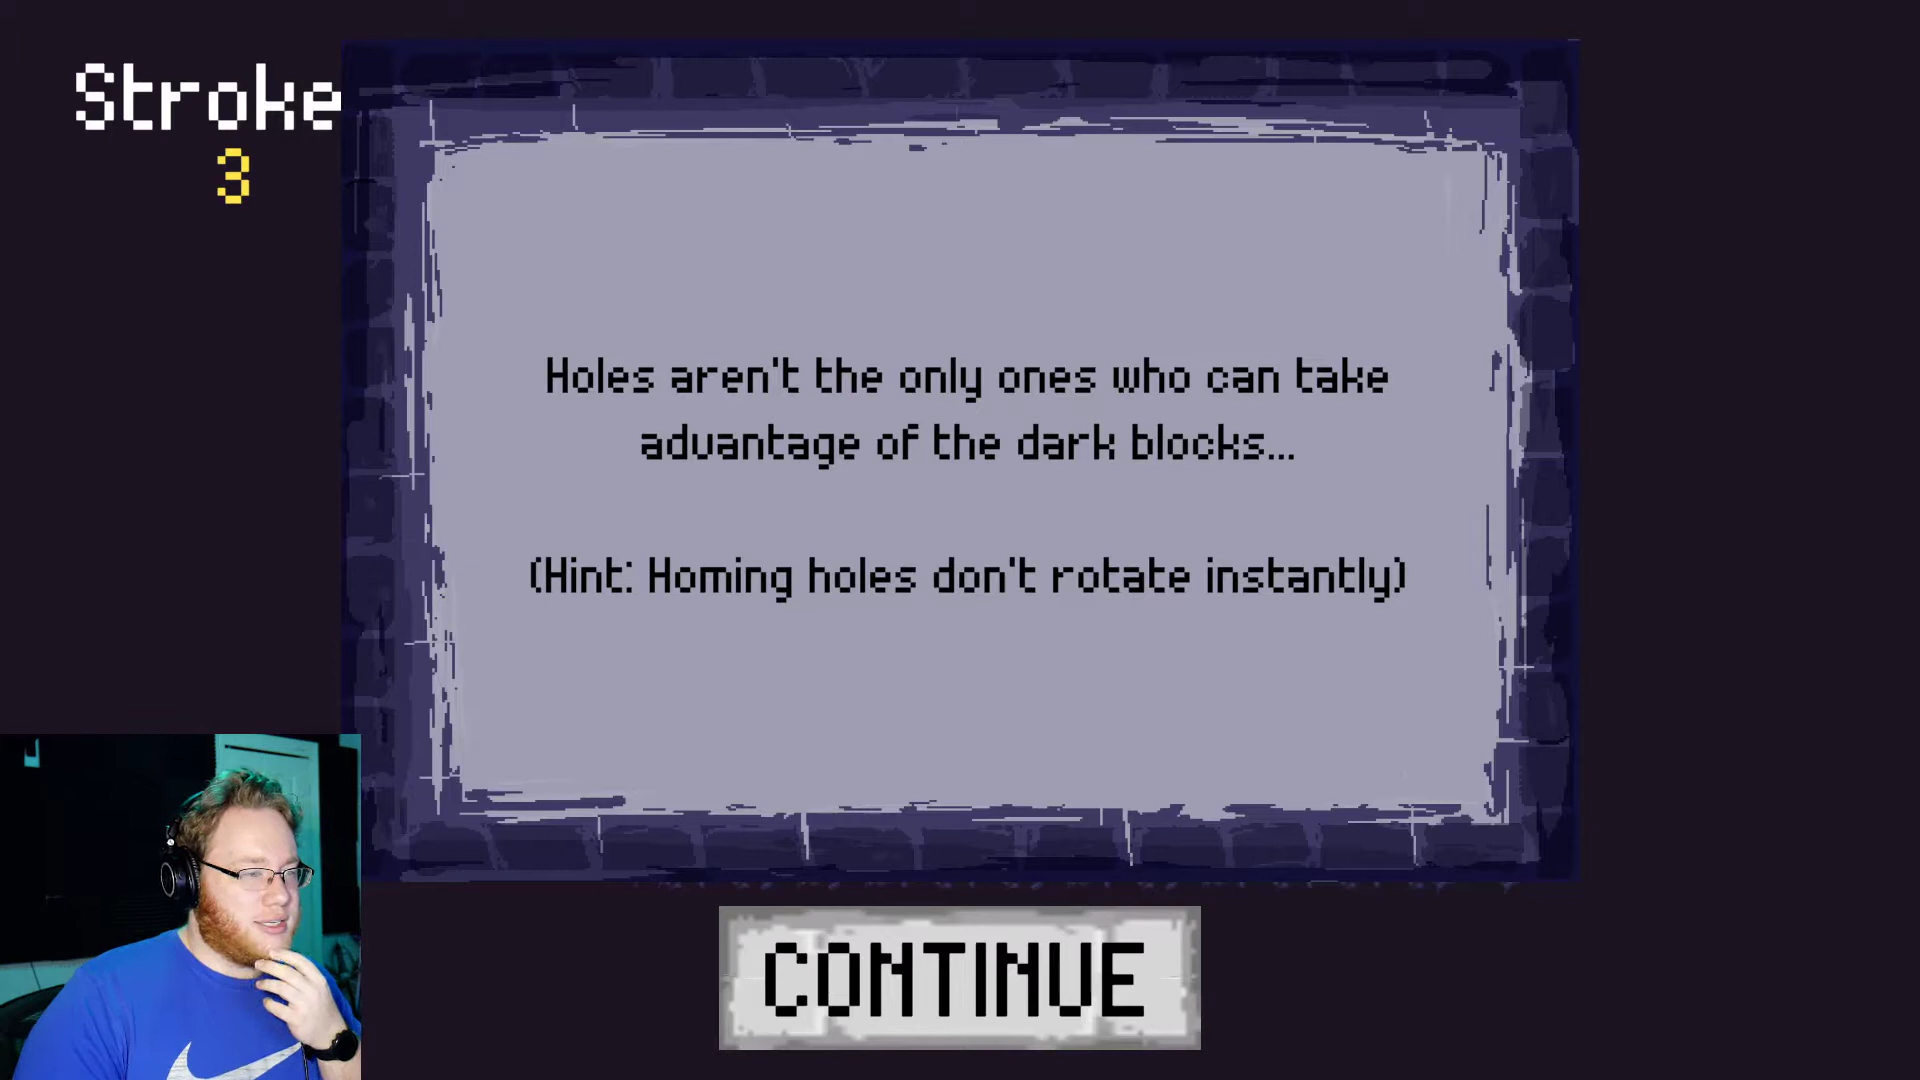 Stroke
3
Holes aren't the only ones who can take
advantage of the dark blocks...
(Hint: Homing holes don't rotate instantly)
CONTINUE